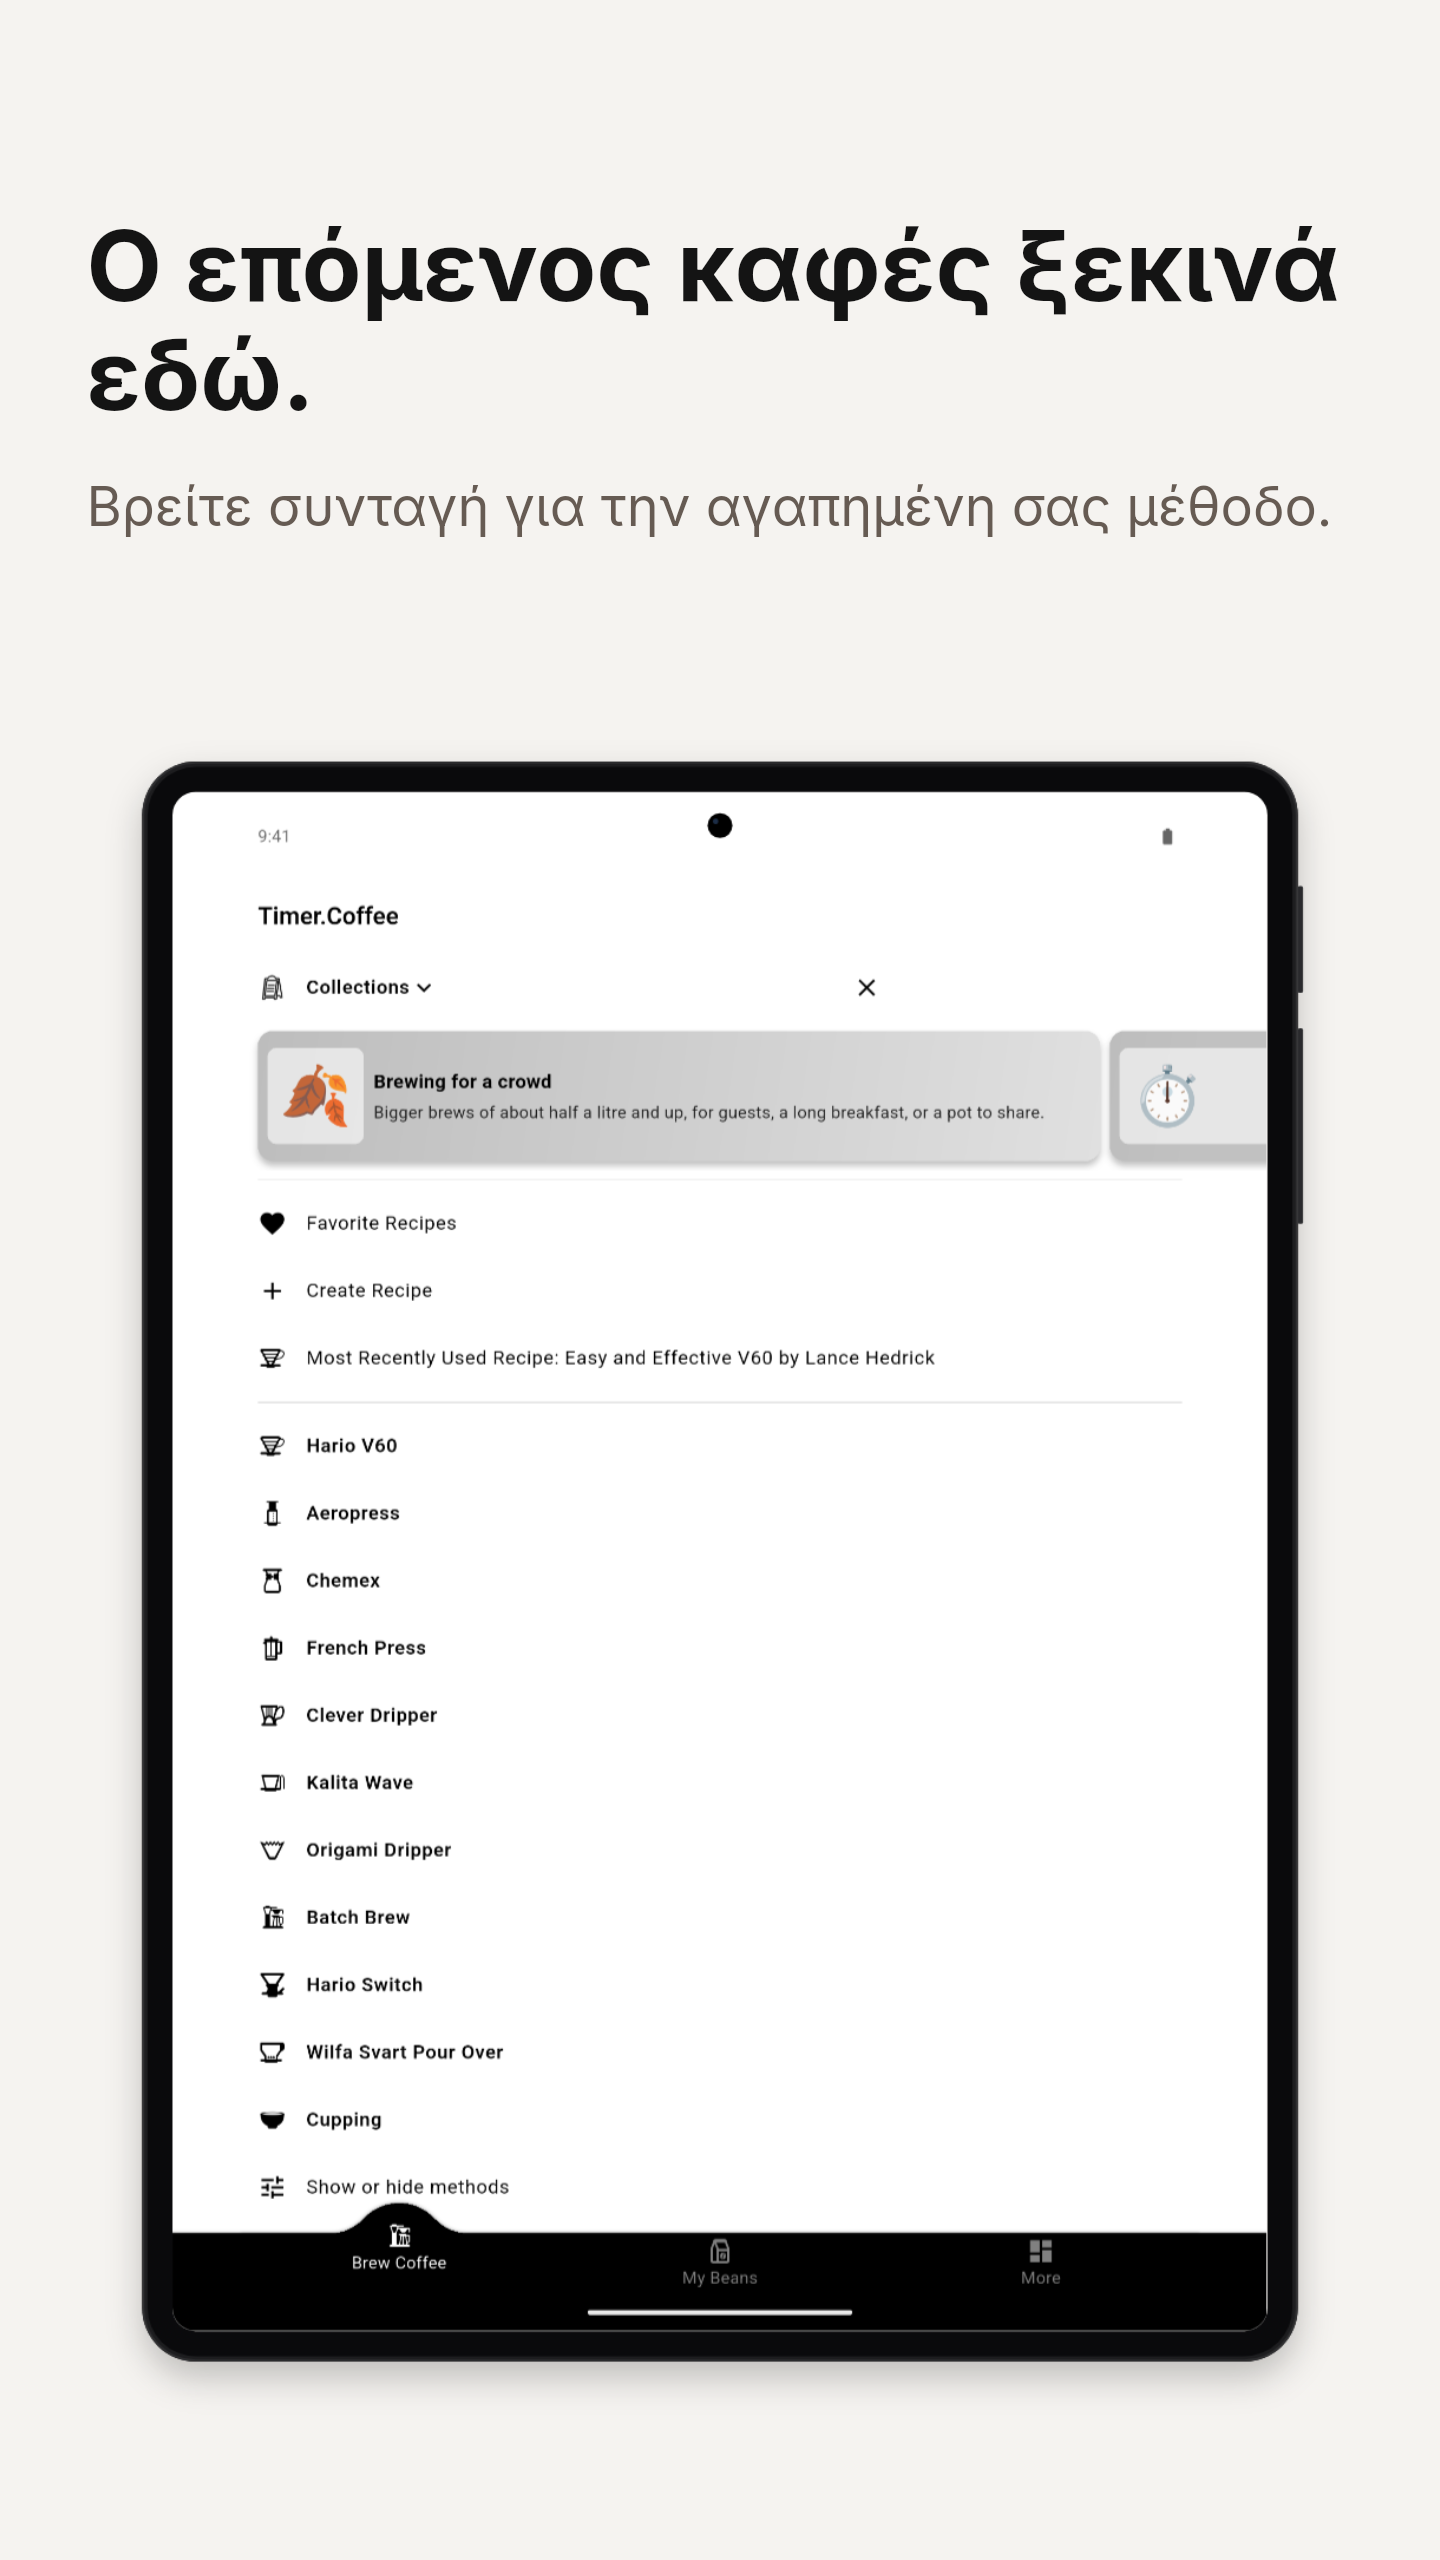 Ο επόμενος καφές ξεκινά
εδώ.
Βρείτε συνταγή για την αγαπημένη σας μέθοδο.
9:41
Timer.Coffee
Collections
Brewing for a crowd
Bigger brews of about half a litre and up, for guests, a long breakfast, or a pot to share.
Favorite Recipes
Create Recipe
Most Recently Used Recipe: Easy and Effective V60 by Lance Hedrick
Hario V60
Aeropress
Chemex
French Press
Clever Dripper
Kalita Wave
Origami Dripper
Batch Brew
Hario Switch
Wilfa Svart Pour Over
Cupping
Show or hide methods
Brew Coffee
My Beans
More